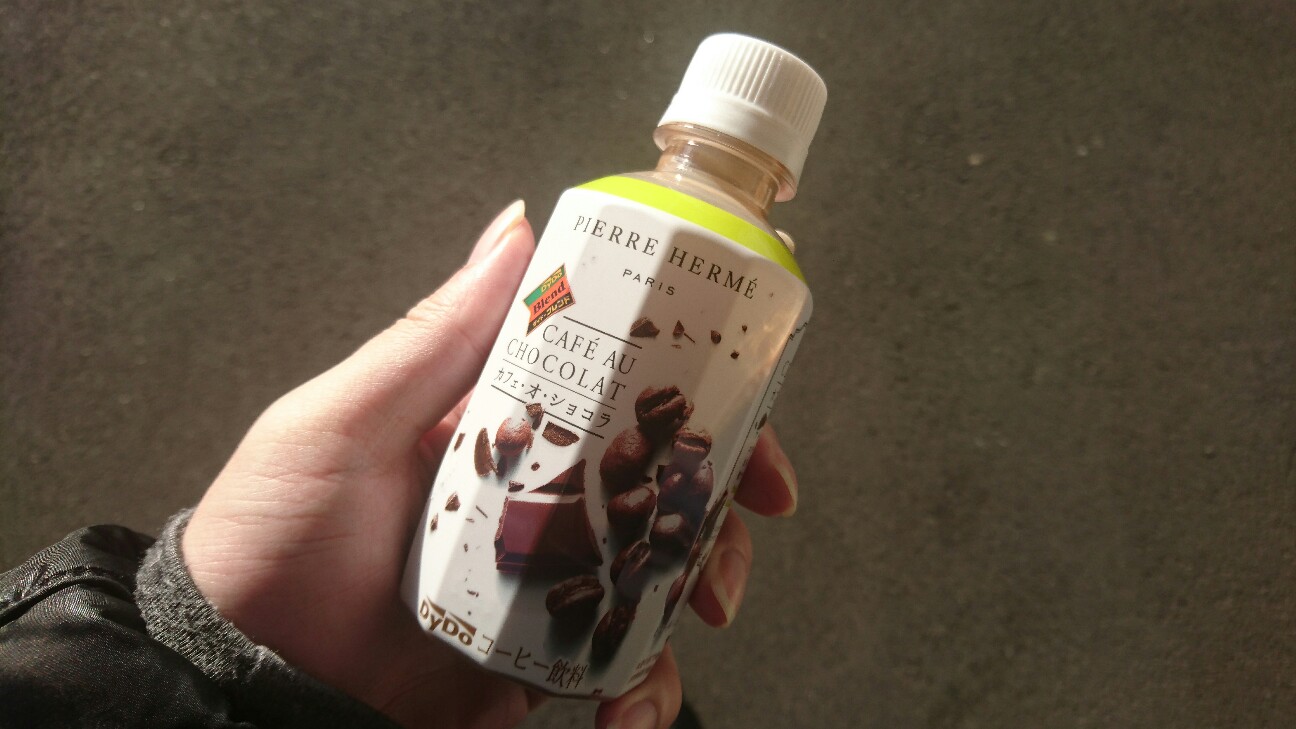 PIERRE HERMÉ
PARIS
DyDo
Blend
ダイドーブレンド
CAFÉ AU
CHOCOLAT
カフェ・オ・ショコラ
DyDo コーヒー飲料